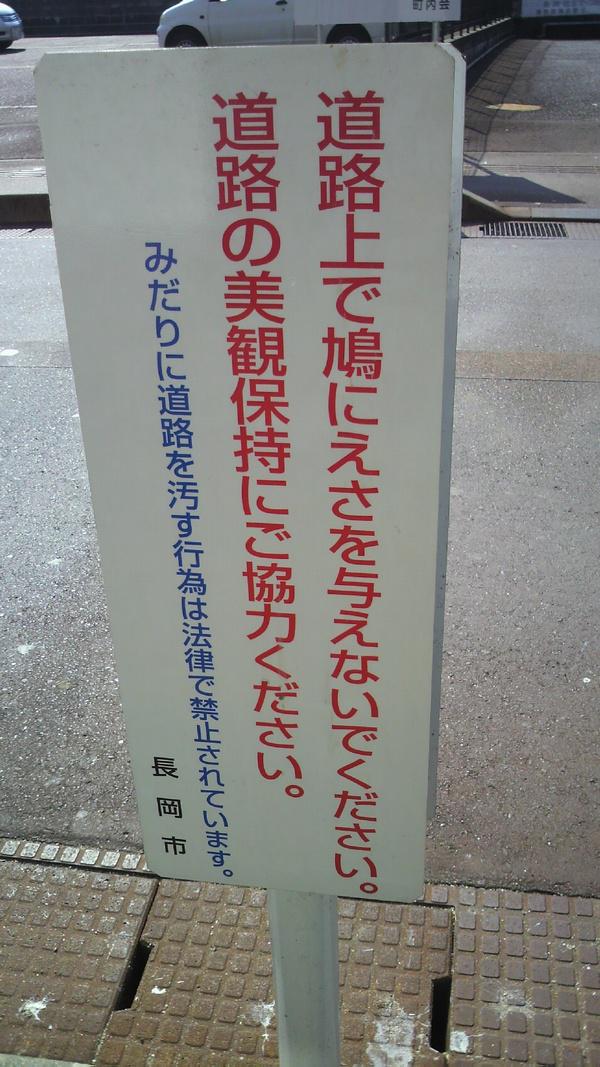 町内会
道路上で鳩にえさを与えないでください。
道路の美観保持にご協力ください。
みだりに道路を汚す行為は法律で禁止されています。
長岡市